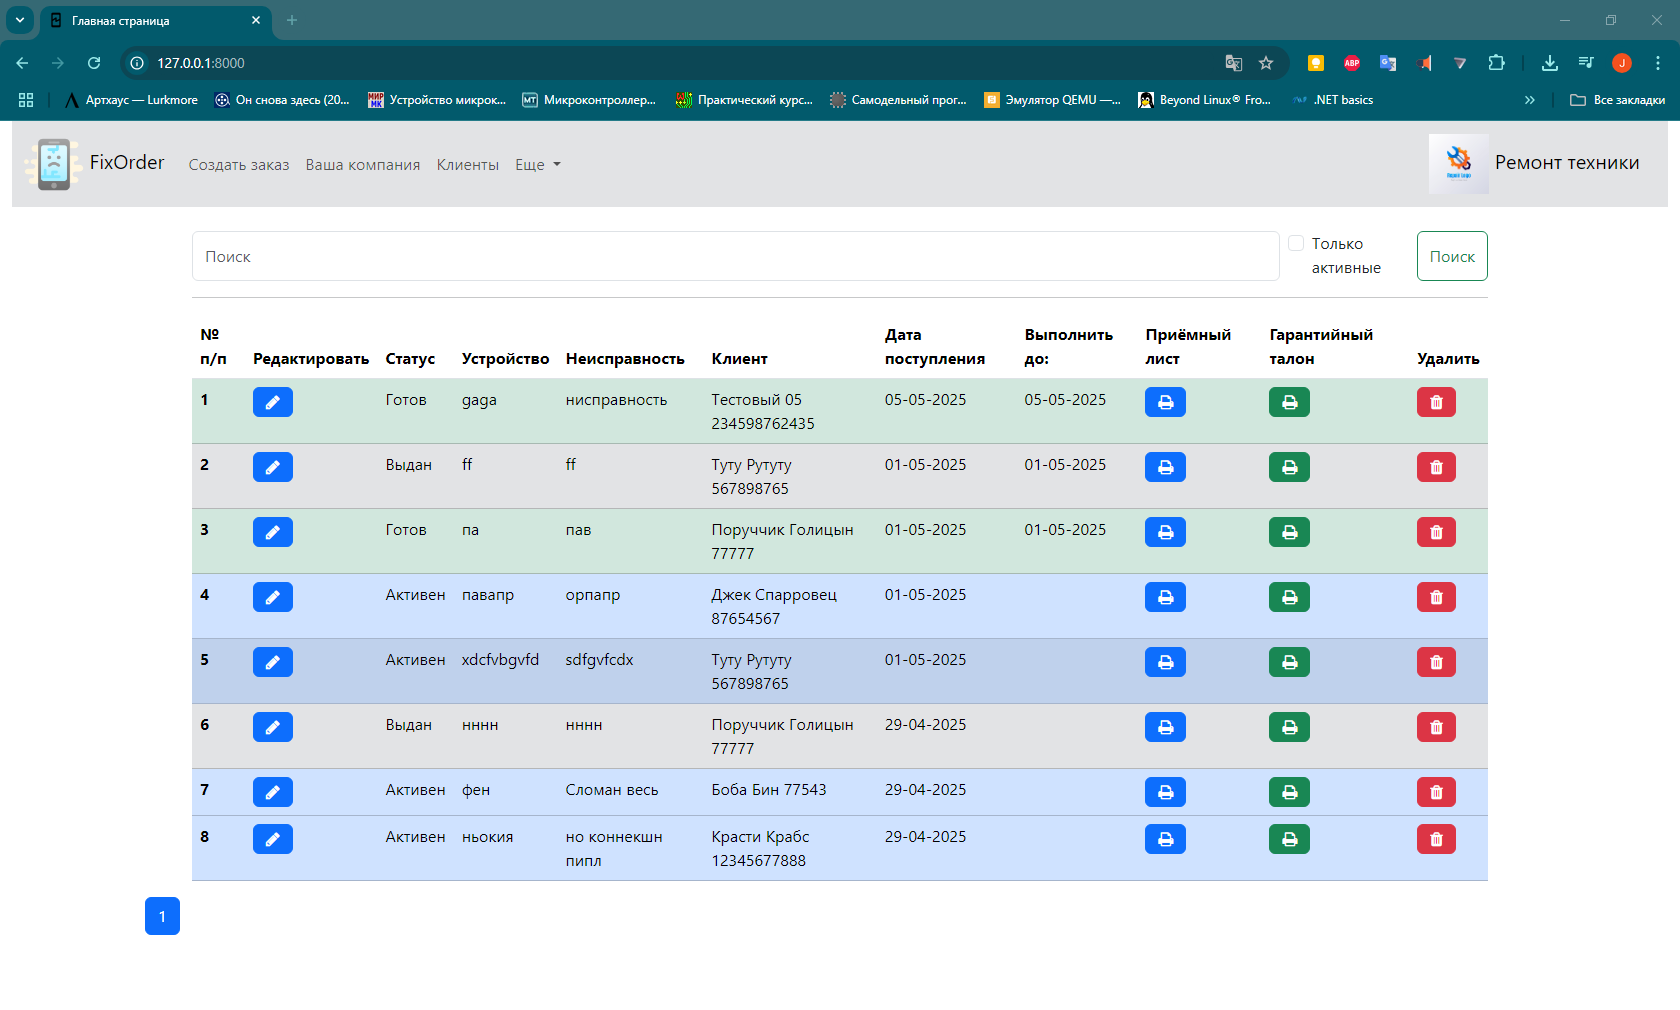 Главная страница
127.0.0.1:8000
Артхаус — Lurkmore
Он снова здесь (20...
Устройство микрок...
Микроконтроллер...
Практический курс...
Самодельный прог...
Эмулятор QEMU —...
Beyond Linux® Fro...
.NET basics
Все закладки
FixOrder
Создать заказ
Ваша компания
Клиенты
Еще
Ремонт техники
Поиск
Только
активные
Поиск
№ п/п Редактировать Статус Устройство Неисправность Клиент Дата поступления Выполнить до: Приёмный лист Гарантийный талон Удалить
1 Готов gaga нисправность Тестовый 05 05-05-2025 05-05-2025
234598762435
2 Выдан ff ff Туту Рутуту 01-05-2025 01-05-2025
567898765
3 Готов па пав Поруччик Голицын 01-05-2025 01-05-2025
77777
4 Активен павапр орпапр Джек Спарровец 01-05-2025
87654567
5 Активен xdcfvbgvfd sdfgvfcdx Туту Рутуту 01-05-2025
567898765
6 Выдан нннн нннн Поруччик Голицын 29-04-2025
77777
7 Активен фен Сломан весь Боба Бин 77543 29-04-2025
8 Активен ньокия но коннекшн Красти Крабс 29-04-2025
пипл 12345677888
1